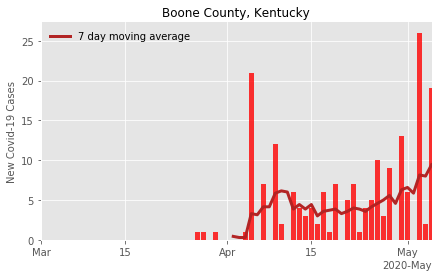 Boone County, Kentucky
7 day moving average
New Covid-19 Cases
25
20
15
10
5
0
Mar
15
Apr
15
May
2020-May